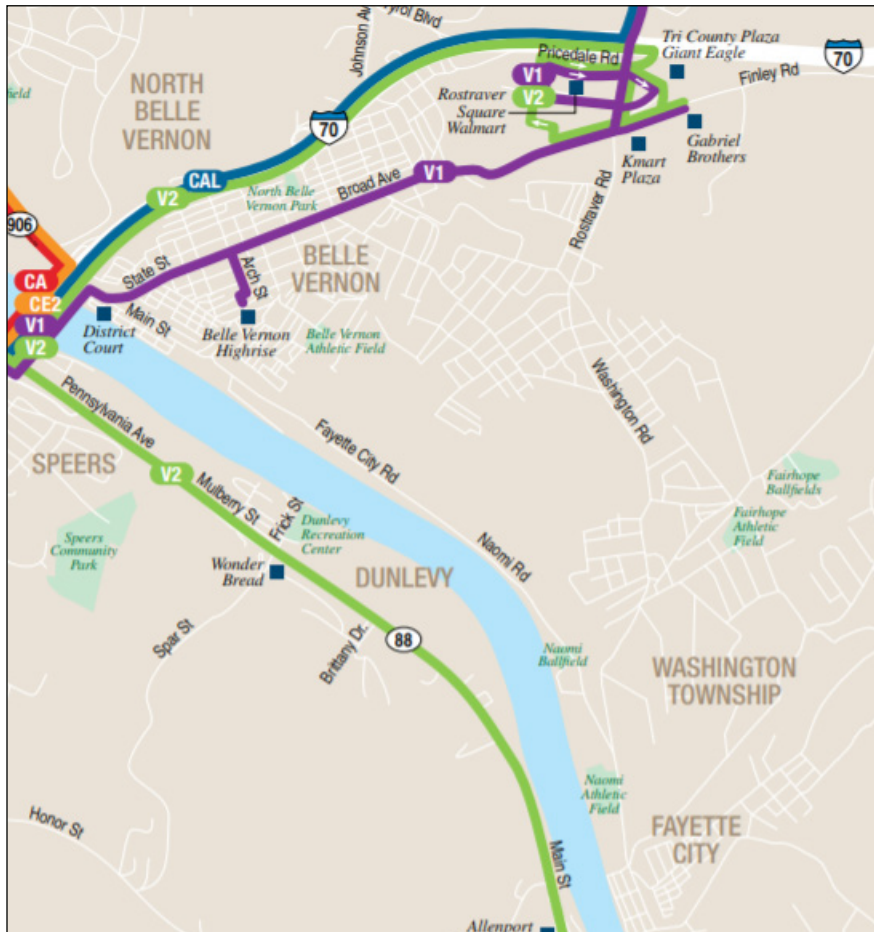 Johnson Av
yrol Blvd
Tri County Plaza
Giant Eagle
Pricedale Rd
70
Finley Rd
NORTH
BELLE
VERNON
field
V1
V2
Rostraver
Square
Walmart
70
Gabriel
Brothers
Kmart
Plaza
CAL
V2
North Belle
Vernon Park
Broad Ave
V1
Rostraver Rd
906
BELLE
VERNON
State St
Arch St
CA
CE2
V1
V2
Main St
District
Court
Belle Vernon
Highrise
Belle Vernon
Athletic Field
Pennsylvania Ave
Washington Rd
Fayette City Rd
SPEERS
V2
Mulberry St
Frick St
Fairhope
Ballfields
Fairhope
Athletic
Field
Dunlevy
Recreation
Center
Speers
Community
Park
Naomi Rd
Wonder
Bread
DUNLEVY
Spar St
Brittany Dr.
88
Naomi
Ballfield
WASHINGTON
TOWNSHIP
Naomi
Athletic
Field
Honor St
FAYETTE
CITY
Main St
Allenport